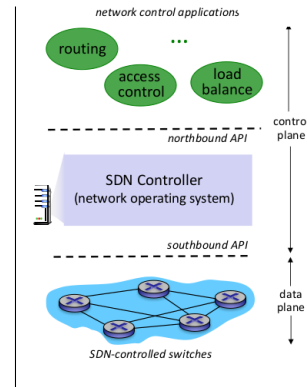 network control applications
routing
...
access
control
load
balance
control
plane
northbound API
SDN Controller
(network operating system)
southbound API
data
plane
SDN-controlled switches